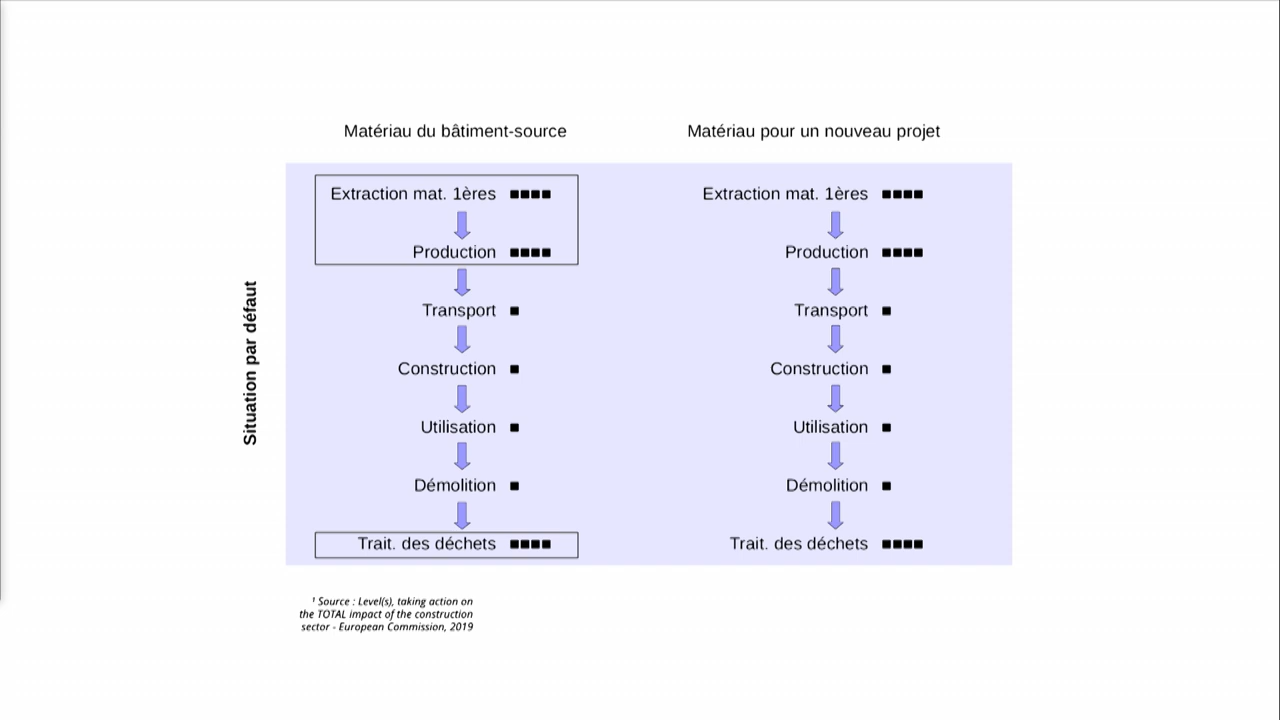 Matériau du bâtiment-source
Matériau pour un nouveau projet
Situation par défaut
Extraction mat. 1ères
Production
Transport
Construction
Utilisation
Démolition
Trait. des déchets
Extraction mat. 1ères
Production
Transport
Construction
Utilisation
Démolition
Trait. des déchets
¹ Source : Level(s), taking action on
the TOTAL impact of the construction
sector - European Commission, 2019